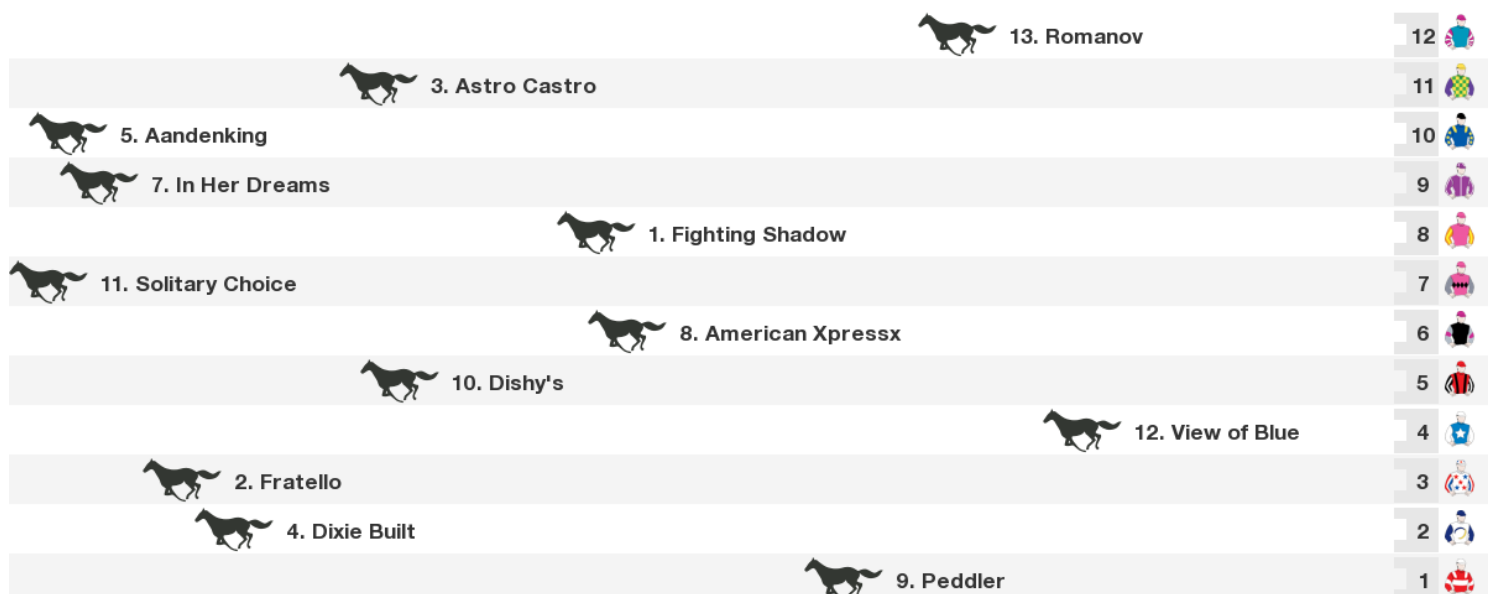 13. Romanov 12
3. Astro Castro 11
5. Aandenking 10
7. In Her Dreams 9
1. Fighting Shadow 8
11. Solitary Choice 7
8. American Xpressx 6
10. Dishy's 5
12. View of Blue 4
2. Fratello 3
4. Dixie Built 2
9. Peddler 1